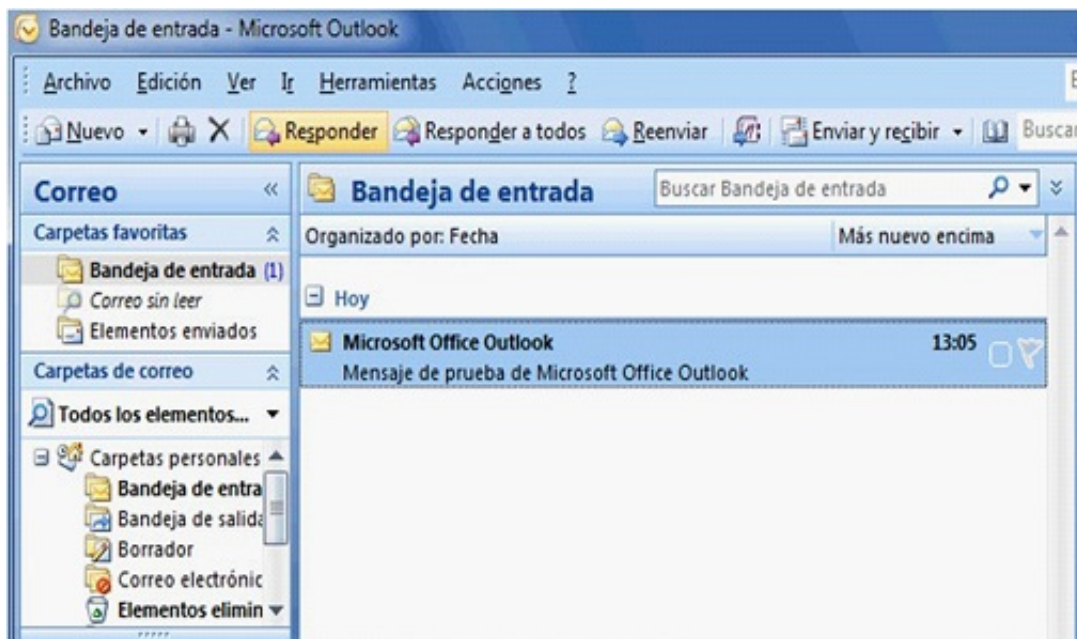 Bandeja de entrada - Microsoft Outlook
Archivo Edición Ver Ir Herramientas Acciones ?
Nuevo Responder Responder a todos Reenviar Enviar y recibir Buscar
Correo
Carpetas favoritas
Bandeja de entrada (1)
Correo sin leer
Elementos enviados
Carpetas de correo
Todos los elementos...
Carpetas personales
Bandeja de entra
Bandeja de salida
Borrador
Correo electrónic
Elementos elimin
Bandeja de entrada Buscar Bandeja de entrada
Organizado por: Fecha Más nuevo encima
Hoy
Microsoft Office Outlook 13:05
Mensaje de prueba de Microsoft Office Outlook